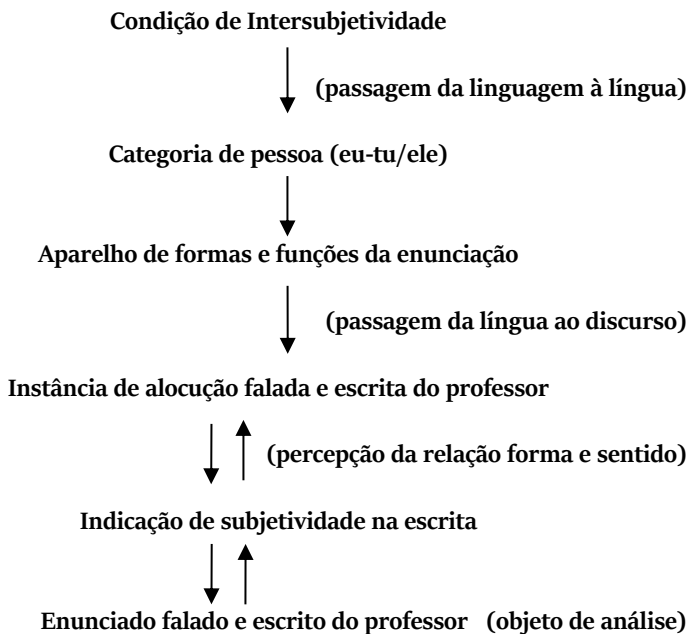 Condição de Intersubjetividade
(passagem da linguagem à língua)
Categoria de pessoa (eu-tu/ele)
Aparelho de formas e funções da enunciação
(passagem da língua ao discurso)
Instância de alocução falada e escrita do professor
(percepção da relação forma e sentido)
Indicação de subjetividade na escrita
Enunciado falado e escrito do professor (objeto de análise)